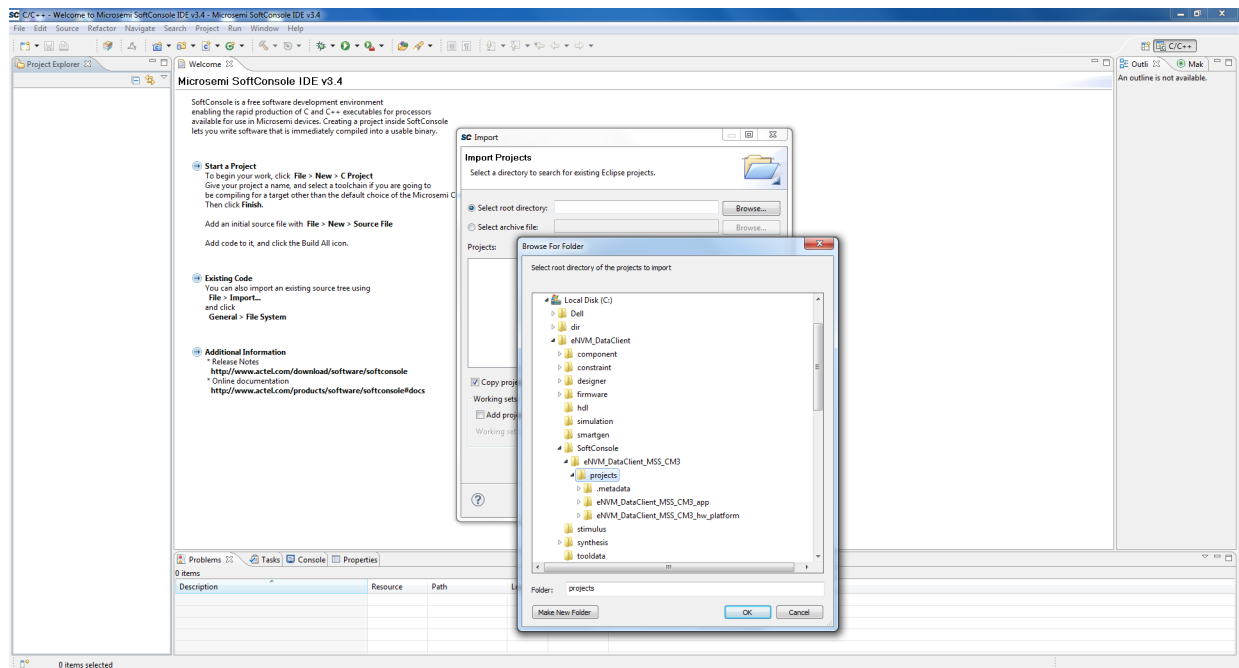 SC C/C++ - Welcome to Microsemi SoftConsole IDE v3.4 - Microsemi SoftConsole IDE v3.4
File Edit Source Refactor Navigate Search Project Run Window Help
C/C++
Project Explorer
Welcome
Outli
Mak
An outline is not available.
Microsemi SoftConsole IDE v3.4
SoftConsole is a free software development environment
enabling the rapid production of C and C++ executables for processors
available for use in Microsemi devices. Creating a project inside SoftConsole
lets you write software that is immediately compiled into a usable binary.
Start a Project
To begin your work, click File > New > C Project
Give your project a name, and select a toolchain if you are going to
be compiling for a target other than the default choice of the Microsemi C
Then click Finish.
Add an initial source file with File > New > Source File
Add code to it, and click the Build All icon.
Existing Code
You can also import an existing source tree using
File > Import...
and click
General > File System
Additional Information
* Release Notes
http://www.actel.com/download/software/softconsole
* Online documentation
http://www.actel.com/products/software/softconsole#docs
SC Import
Import Projects
Select a directory to search for existing Eclipse projects.
Select root directory:
Browse...
Select archive file:
Browse...
Projects:
Copy proje
Working sets
Add proj
Working set
Browse For Folder
Select root directory of the projects to import
Local Disk (C:)
Dell
dir
eNVM_DataClient
component
constraint
designer
firmware
hdl
simulation
smartgen
SoftConsole
eNVM_DataClient_MSS_CM3
projects
.metadata
eNVM_DataClient_MSS_CM3_app
eNVM_DataClient_MSS_CM3_hw_platform
stimulus
synthesis
tooldata
Folder: projects
Make New Folder
OK
Cancel
Problems
Tasks
Console
Properties
0 items
Description
Resource
Path
0 items selected